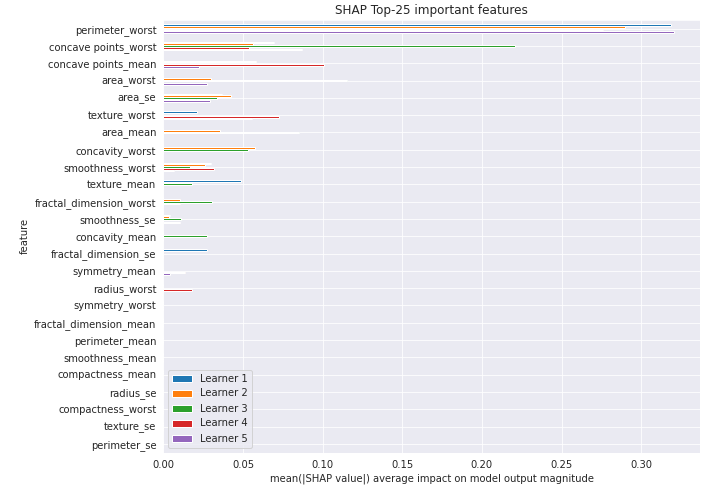 SHAP Top-25 important features
perimeter_worst
concave points_worst
concave points_mean
area_worst
area_se
texture_worst
area_mean
concavity_worst
smoothness_worst
texture_mean
fractal_dimension_worst
smoothness_se
concavity_mean
fractal_dimension_se
symmetry_mean
radius_worst
symmetry_worst
fractal_dimension_mean
perimeter_mean
smoothness_mean
compactness_mean
radius_se
compactness_worst
texture_se
perimeter_se
feature
Learner 1
Learner 2
Learner 3
Learner 4
Learner 5
0.00 0.05 0.10 0.15 0.20 0.25 0.30
mean(|SHAP value|) average impact on model output magnitude